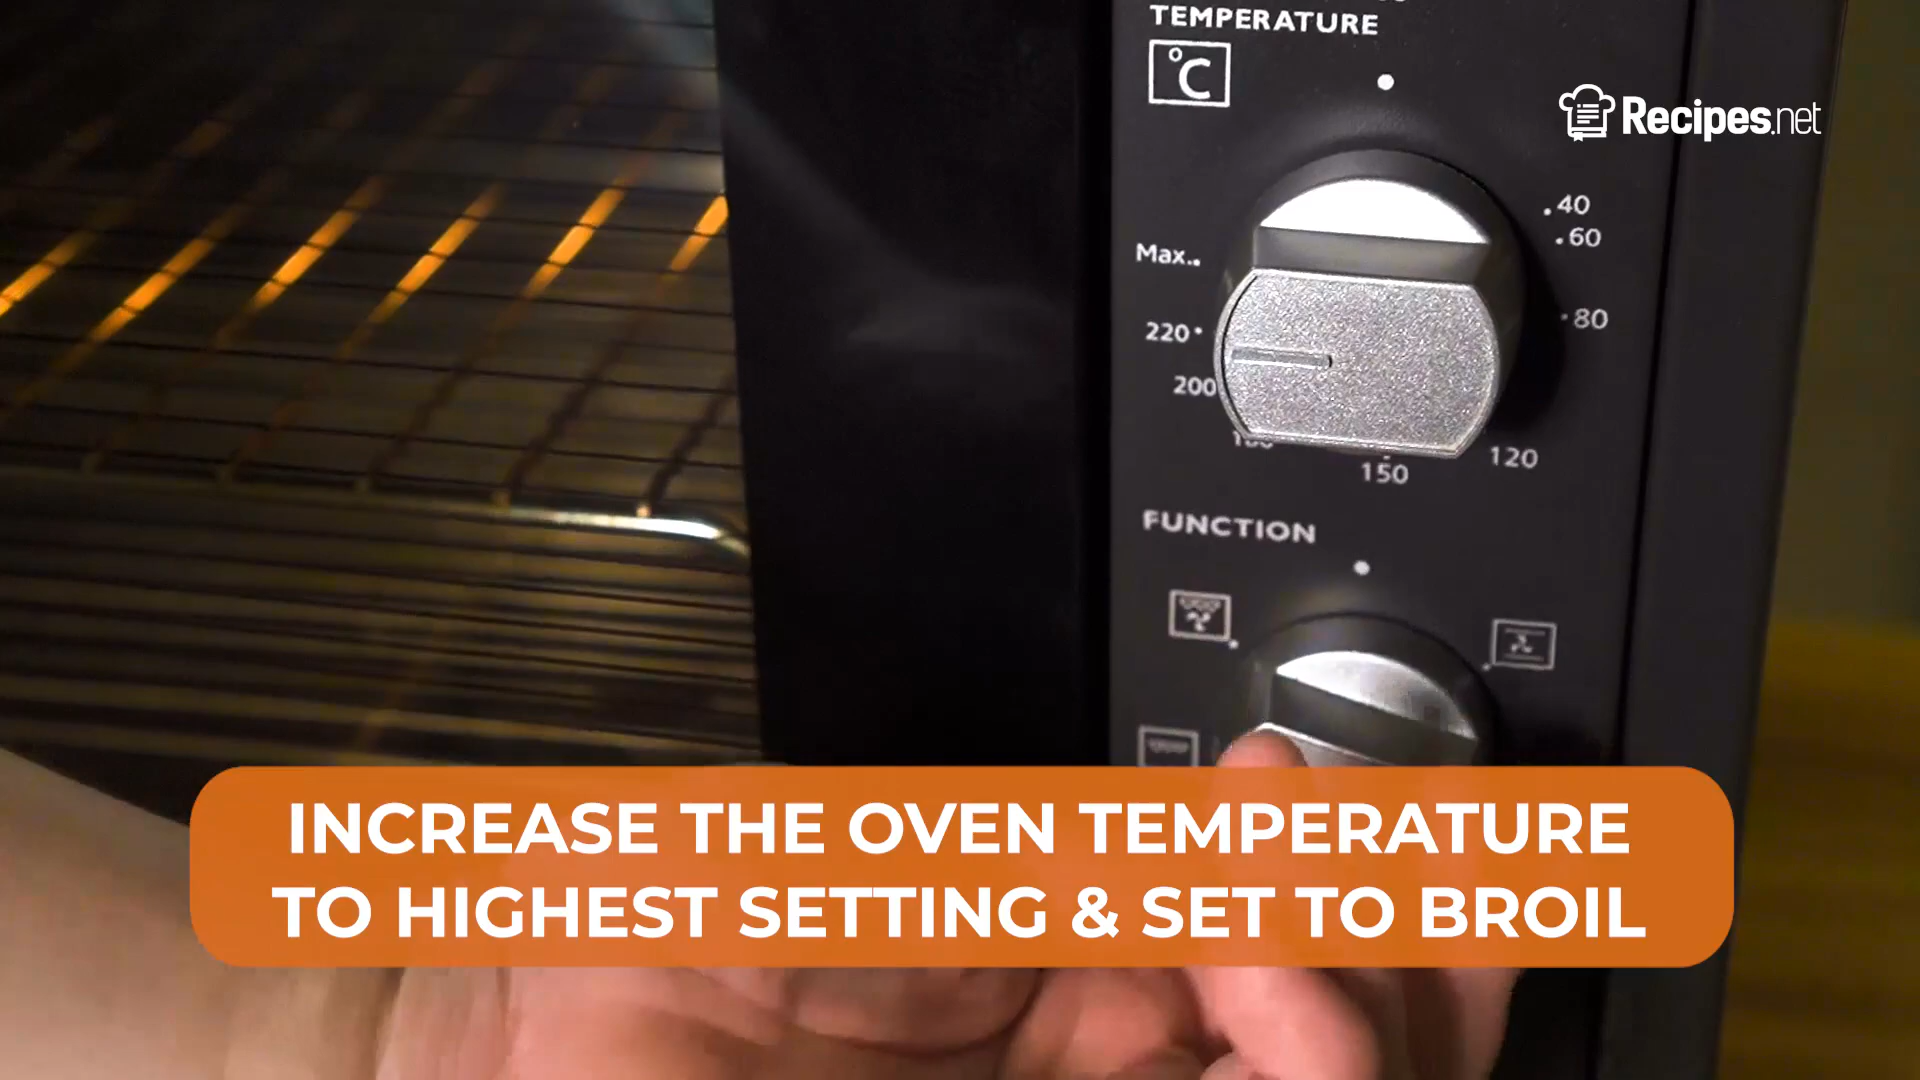 TEMPERATURE
°C
Recipes.net
40
60
Max.
80
220
200
120
150
FUNCTION
INCREASE THE OVEN TEMPERATURE
TO HIGHEST SETTING & SET TO BROIL